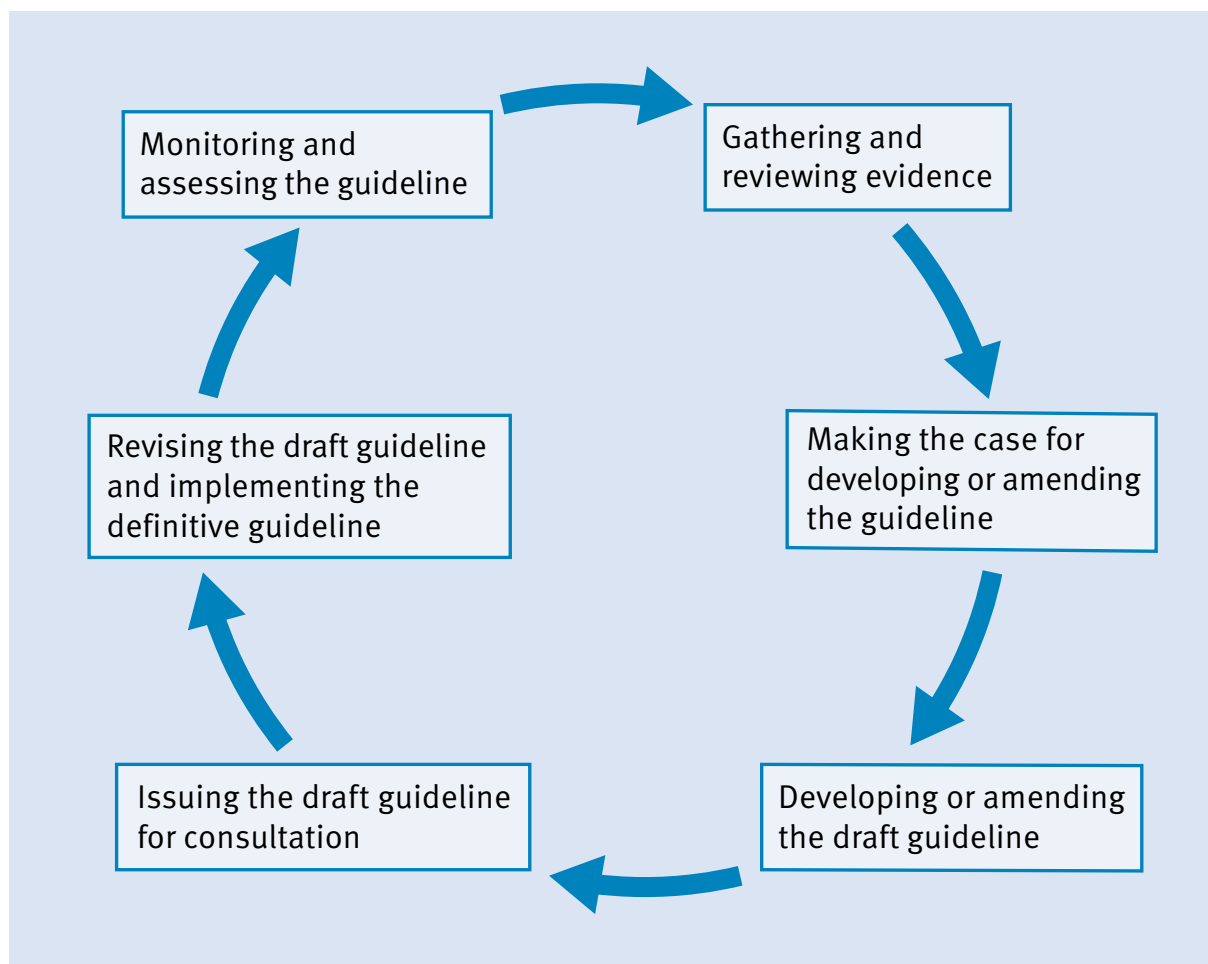 Monitoring and
assessing the guideline
Gathering and
reviewing evidence
Making the case for
developing or amending
the guideline
Developing or amending
the draft guideline
Issuing the draft guideline
for consultation
Revising the draft guideline
and implementing the
definitive guideline